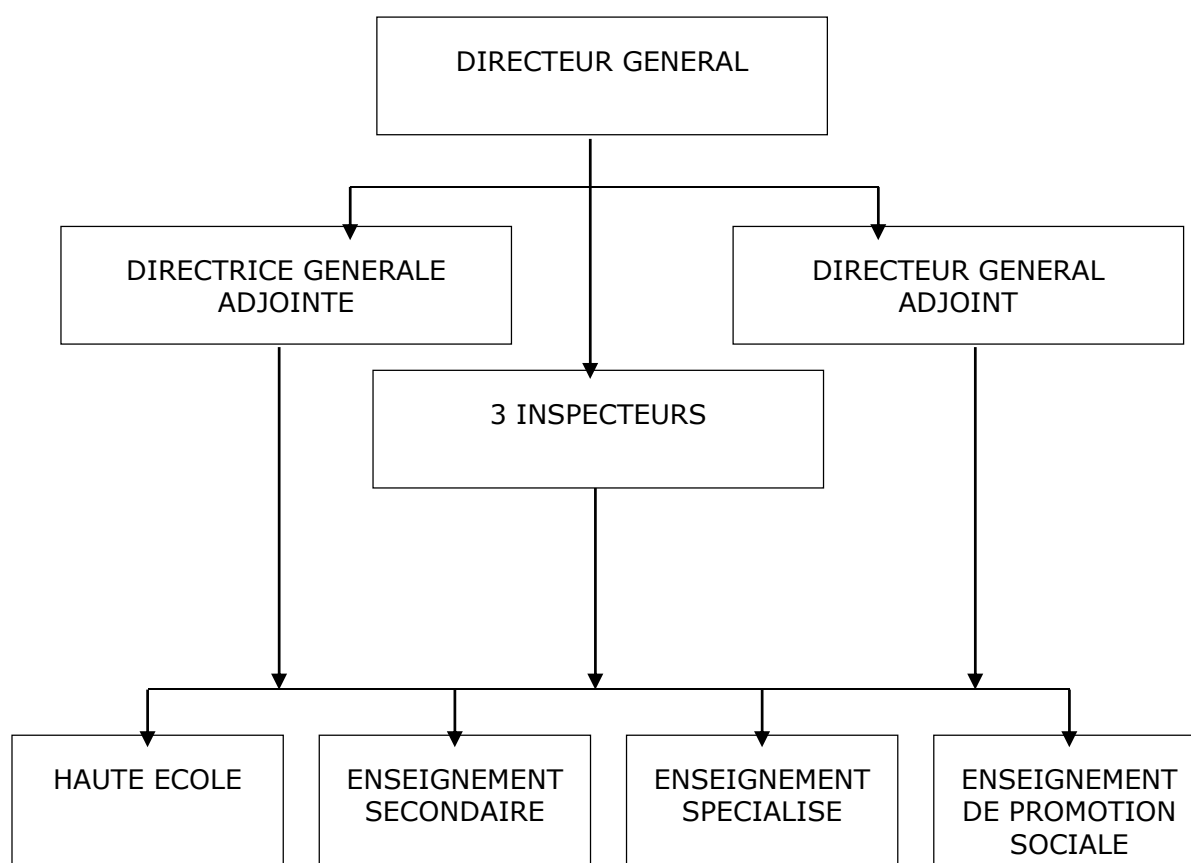 DIRECTEUR GENERAL
DIRECTRICE GENERALE
ADJOINTE
DIRECTEUR GENERAL
ADJOINT
3 INSPECTEURS
HAUTE ECOLE
ENSEIGNEMENT
SECONDAIRE
ENSEIGNEMENT
SPECIALISE
ENSEIGNEMENT
DE PROMOTION
SOCIALE